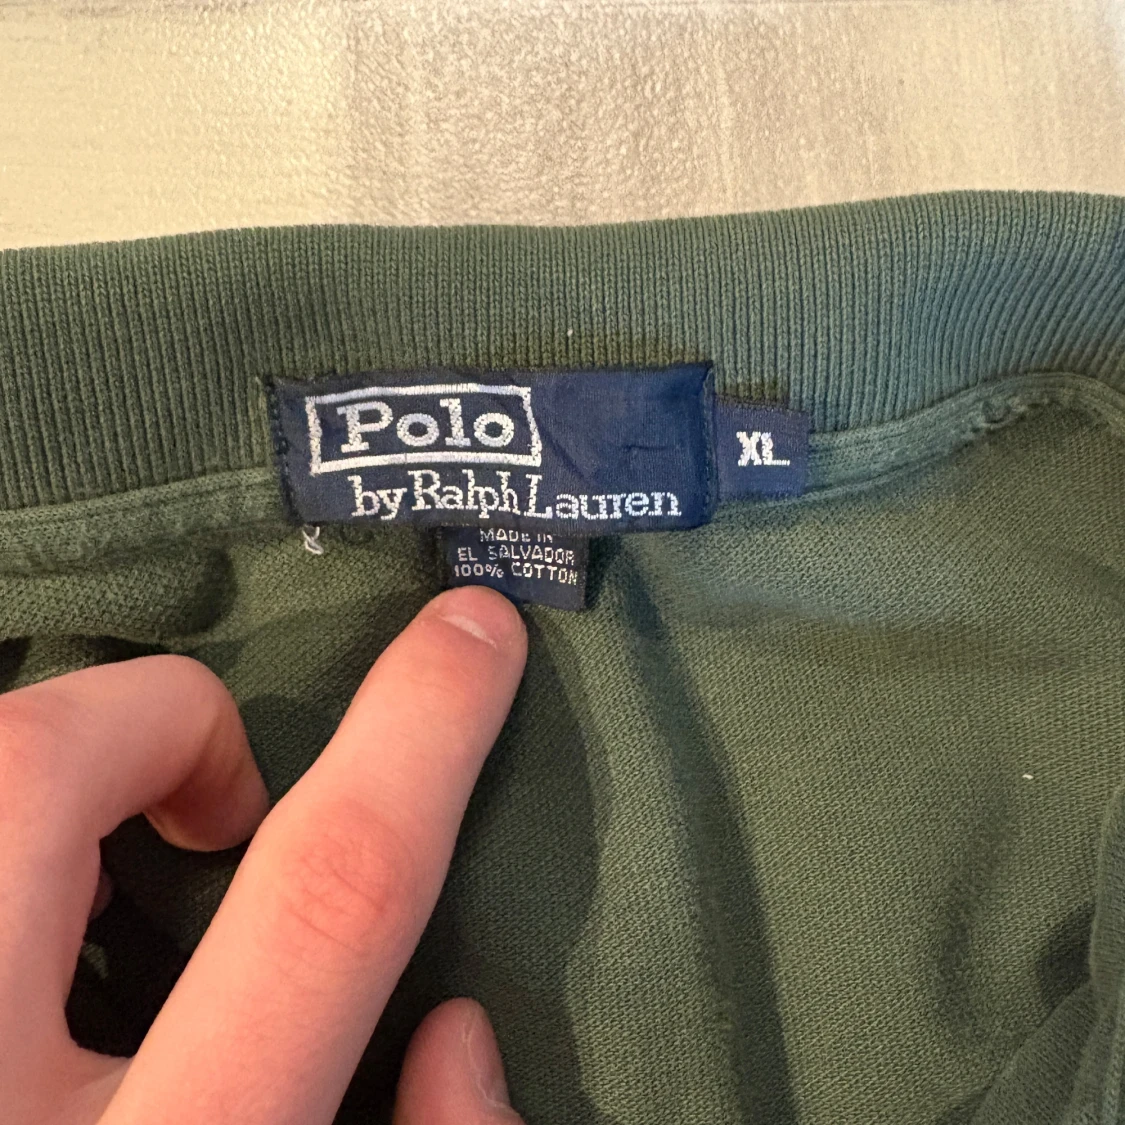 Polo
by Ralph Lauren
XL
MADE IN
EL SALVADOR
100% COTTON